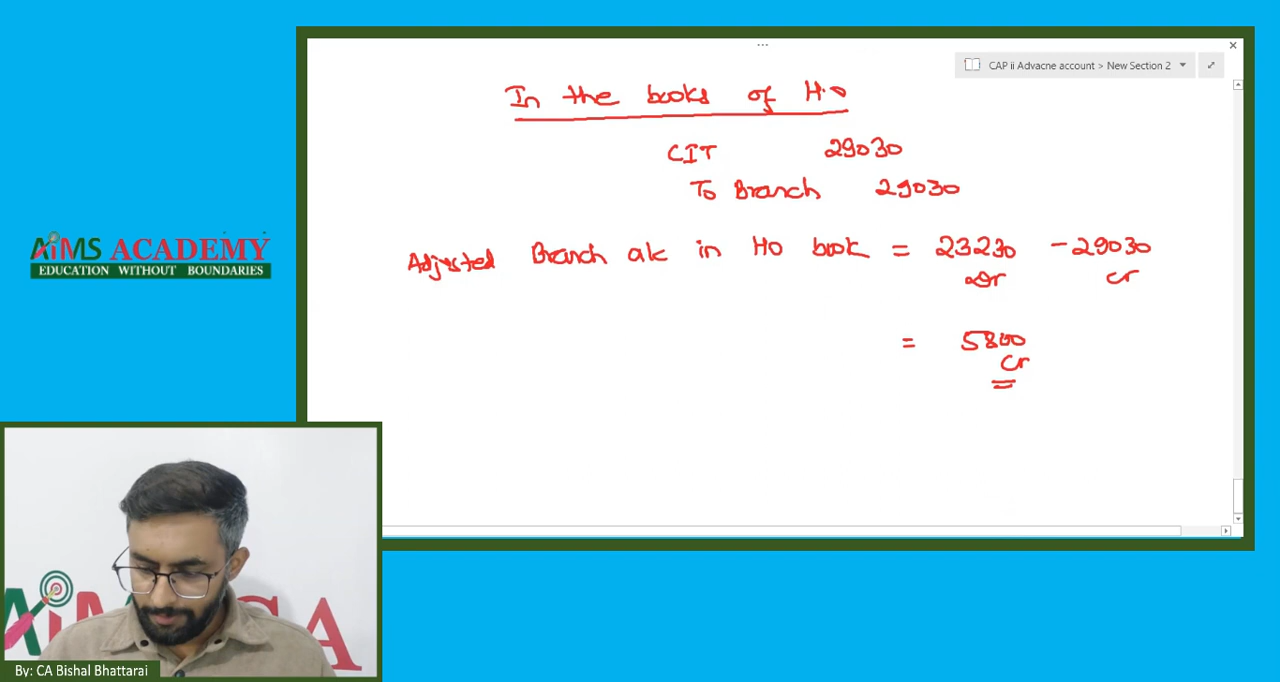 CAP ii Advacne account > New Section 2
In the books of H.O
CIT 29030
To Branch 29030
Adjusted Branch a/c in HO book = 23230 - 29030
Dr Cr
= 5800
Cr
AiMS ACADEMY
EDUCATION WITHOUT BOUNDARIES
By: CA Bishal Bhattarai